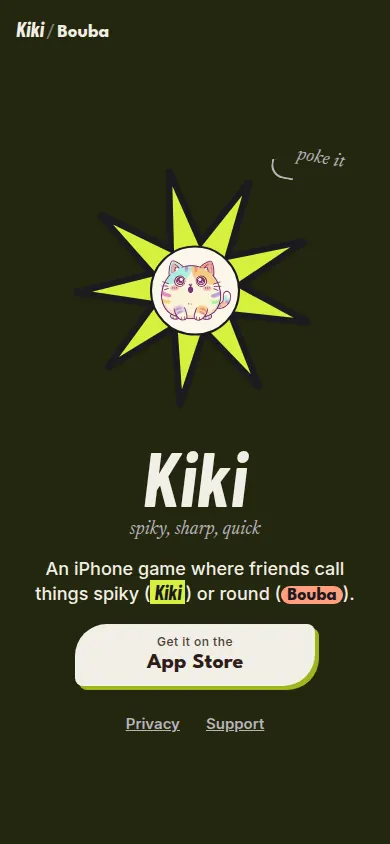 Kiki / Bouba
poke it
Kiki
spiky, sharp, quick
An iPhone game where friends call
things spiky (Kiki) or round (Bouba).
Get it on the
App Store
Privacy Support